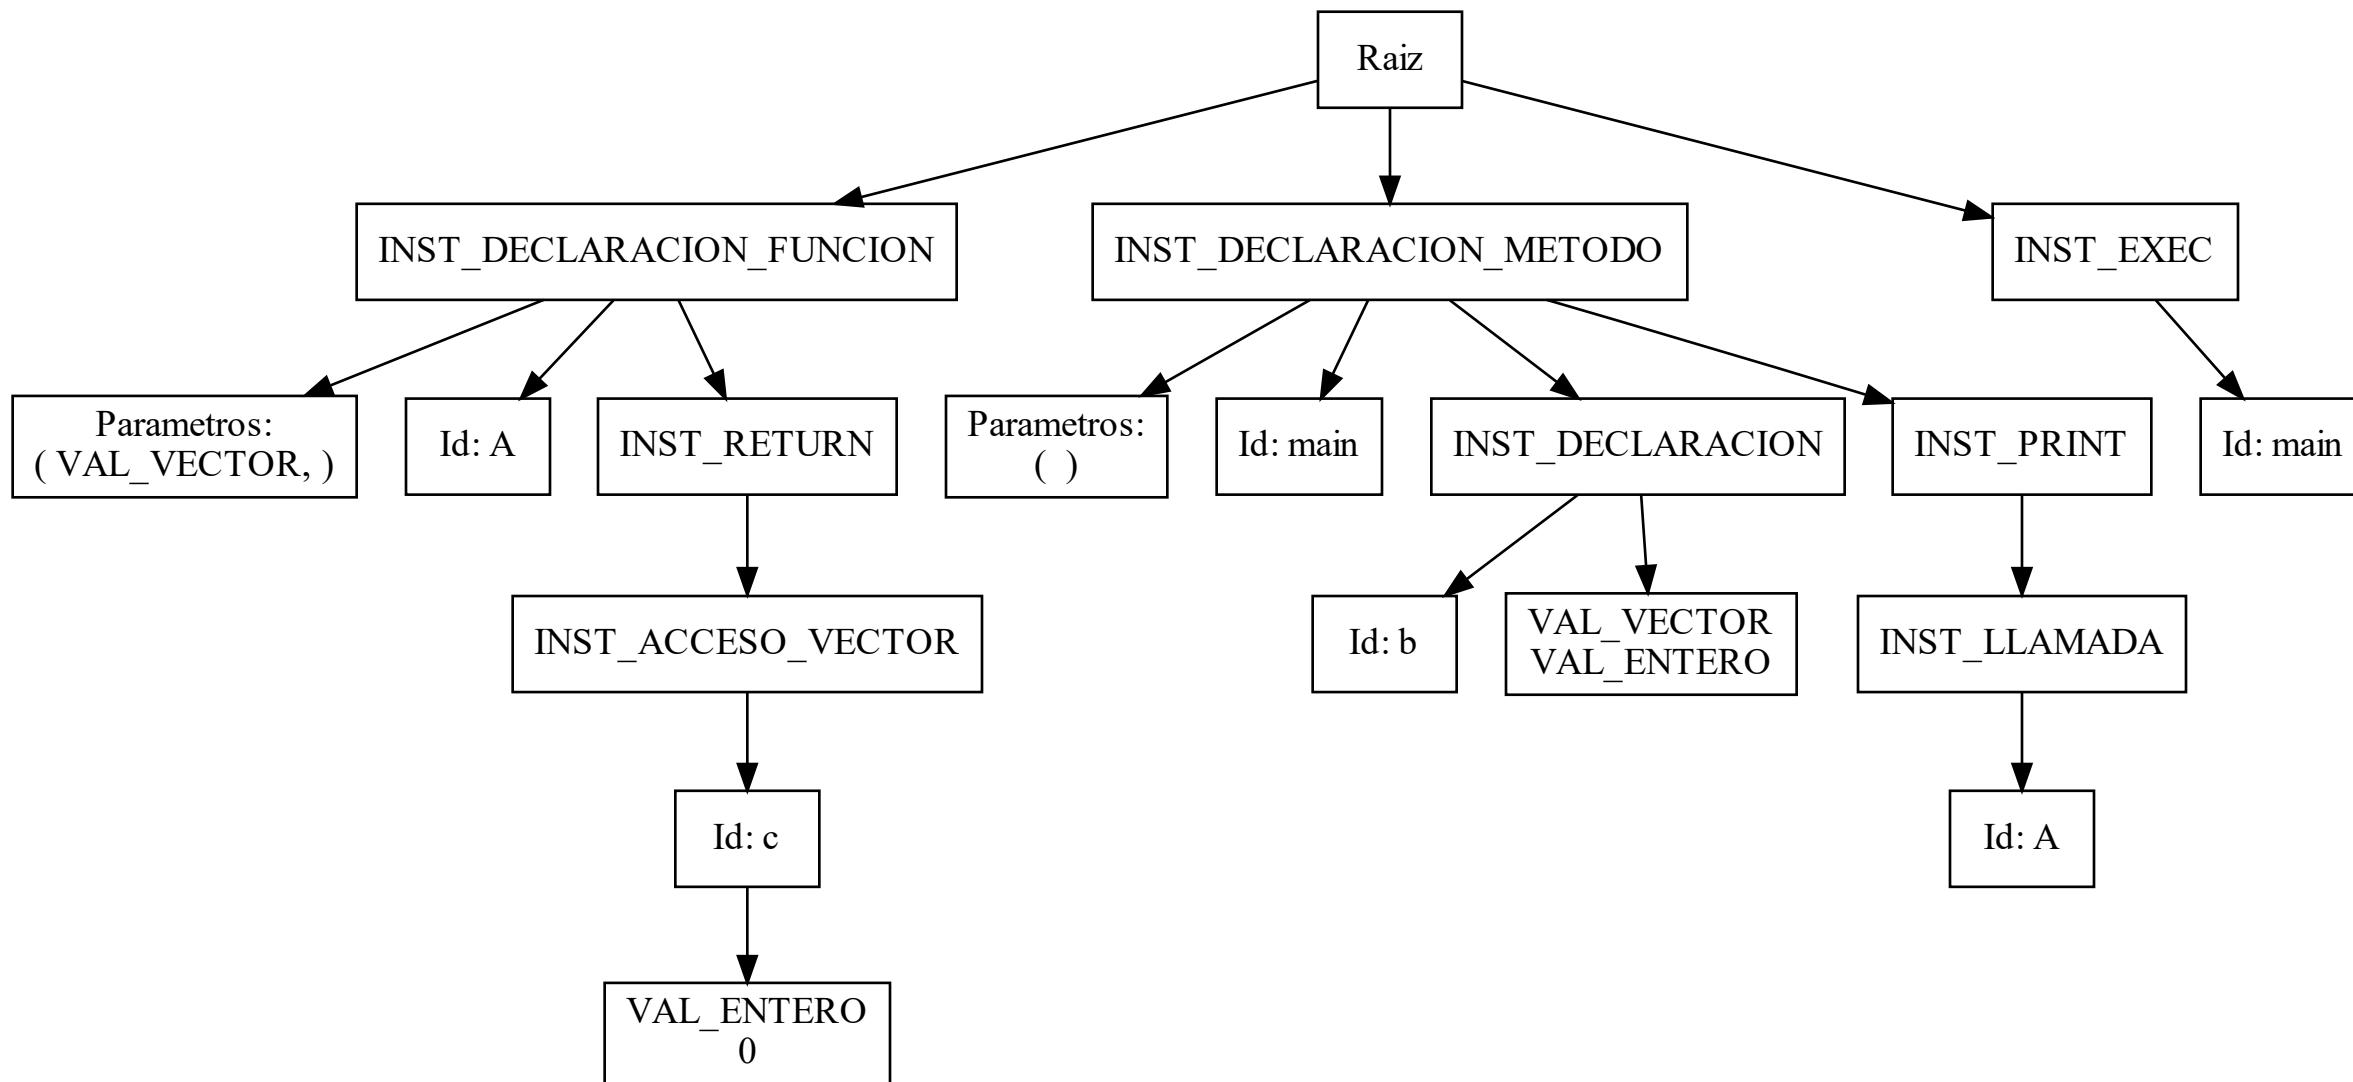 Raiz
INST_DECLARACION_FUNCION
INST_DECLARACION_METODO
INST_EXEC
Parametros:
( VAL_VECTOR, )
Id: A
INST_RETURN
Parametros:
(  )
Id: main
INST_DECLARACION
INST_PRINT
Id: main
INST_ACCESO_VECTOR
Id: b
VAL_VECTOR
VAL_ENTERO
INST_LLAMADA
Id: c
Id: A
VAL_ENTERO
0